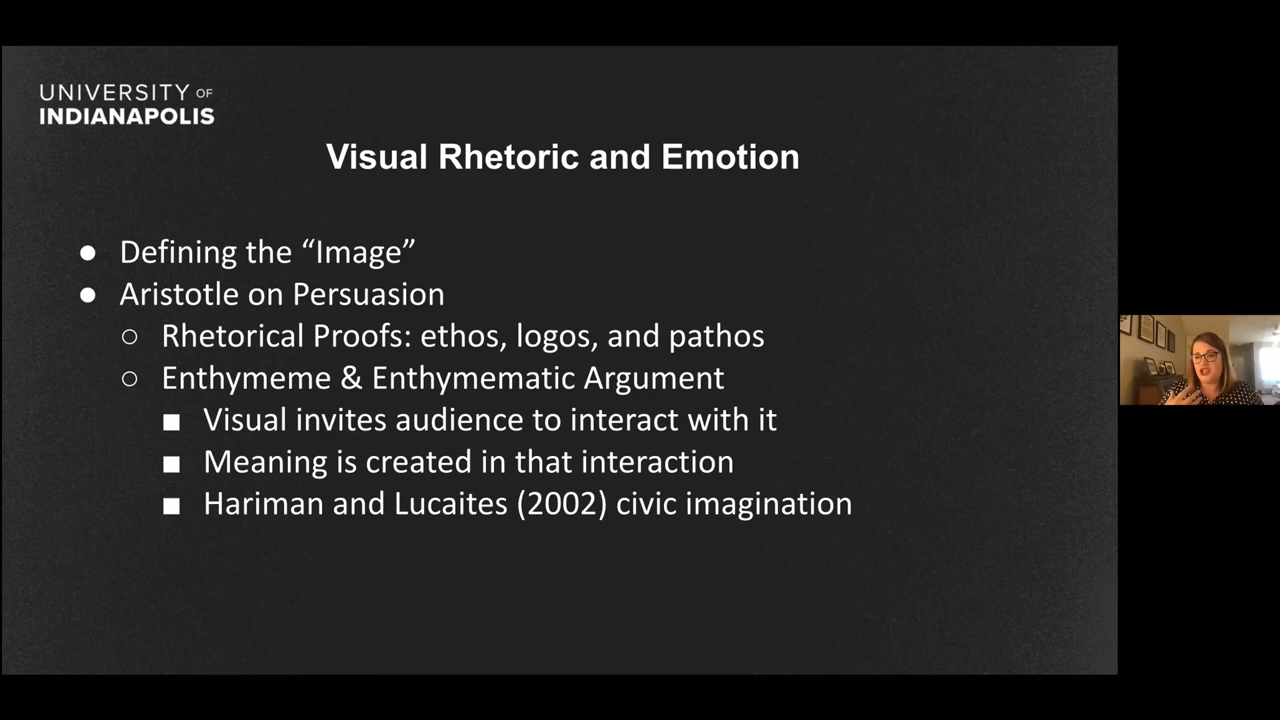 UNIVERSITY OF
INDIANAPOLIS
Visual Rhetoric and Emotion
● Defining the “Image”
● Aristotle on Persuasion
○ Rhetorical Proofs: ethos, logos, and pathos
○ Enthymeme & Enthymematic Argument
■ Visual invites audience to interact with it
■ Meaning is created in that interaction
■ Hariman and Lucaites (2002) civic imagination